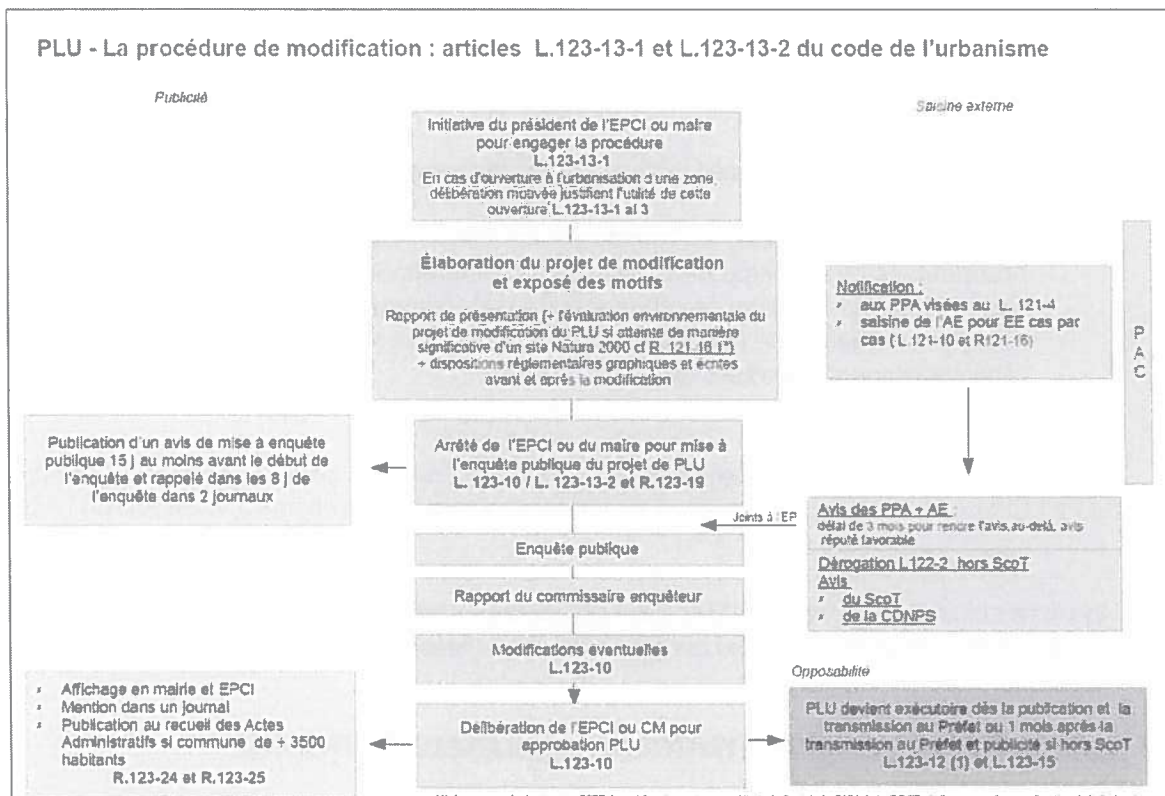 PLU - La procédure de modification : articles L.123-13-1 et L.123-13-2 du code de l'urbanisme
Publicité
Saisine externe
Initiative du président de l'EPCI ou maire
pour engager la procédure
L.123-13-1
En cas d'ouverture à l'urbanisation d'une zone,
délibération motivée justifiant l'utilité de cette
ouverture L.123-13-1 al 3
Élaboration du projet de modification
et exposé des motifs
Rapport de présentation (+ l'évaluation environnementale du
projet de modification du PLU si atteinte de manière
significative d'un site Natura 2000 cf R. 121-16 1°)
+ dispositions réglementaires graphiques et écrites
avant et après la modification
Notification :
aux PPA visées au L. 121-4
saisine de l'AE pour EE cas par
cas (L 121-10 et R121-16)
P
A
C
Publication d'un avis de mise à enquête
publique 15 j au moins avant le début de
l'enquête et rappelé dans les 8 j de
l'enquête dans 2 journaux
Arrêté de l'EPCI ou du maire pour mise à
l'enquête publique du projet de PLU
L. 123-10 / L. 123-13-2 et R.123-19
Joints à l'EP
Avis des PPA + AE :
délai de 3 mois pour rendre l'avis, au-delà, avis
réputé favorable
Dérogation L122-2 hors ScoT
Avis
du ScoT
de la CDNPS
Enquête publique
Rapport du commissaire enquêteur
Modifications éventuelles
L.123-10
Affichage en mairie et EPCI
Mention dans un journal
Publication au recueil des Actes
Administratifs si commune de + 3500
habitants
R.123-24 et R.123-25
Délibération de l'EPCI ou CM pour
approbation PLU
L.123-10
Opposabilité
PLU devient exécutoire dès la publication et la
transmission au Préfet ou 1 mois après la
transmission au Préfet et publicité si hors ScoT
L.123-12 (1) et L.123-15